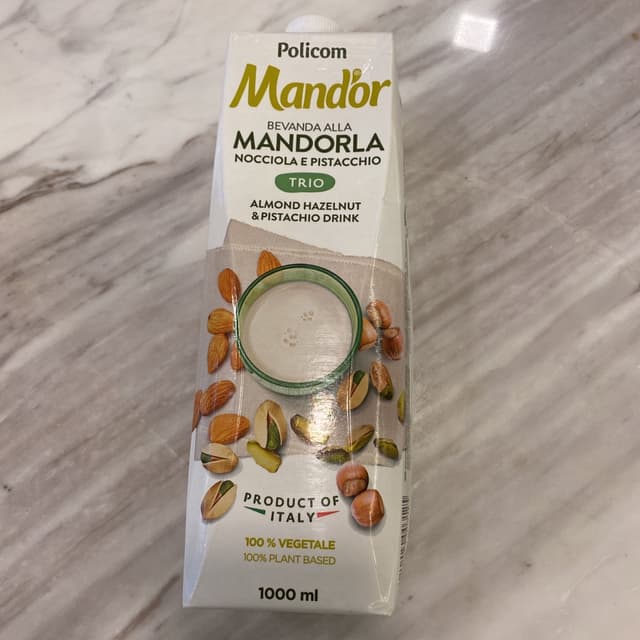 Policom
Mand'or
BEVANDA ALLA
MANDORLA
NOCCIOLA E PISTACCHIO
TRIO
ALMOND HAZELNUT
& PISTACHIO DRINK
PRODUCT OF
ITALY
100 % VEGETALE
100% PLANT BASED
1000 ml